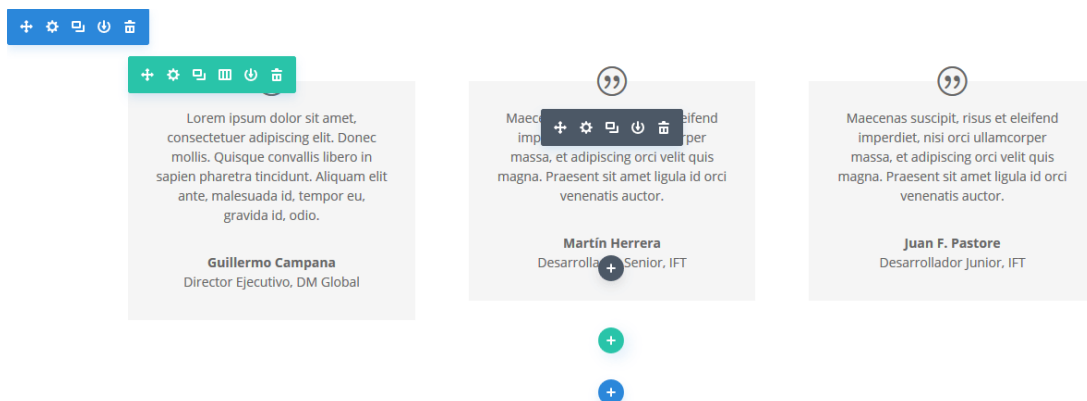 Lorem ipsum dolor sit amet,
consectetuer adipiscing elit. Donec
mollis. Quisque convallis libero in
sapien pharetra tincidunt. Aliquam elit
ante, malesuada id, tempor eu,
gravida id, odio.
Guillermo Campana
Director Ejecutivo, DM Global
massa, et adipiscing orci velit quis
magna. Praesent sit amet ligula id orci
venenatis auctor.
Martín Herrera
Senior, IFT
Maecenas suscipit, risus et eleifend
imperdiet, nisi orci ullamcorper
massa, et adipiscing orci velit quis
magna. Praesent sit amet ligula id orci
venenatis auctor.
Juan F. Pastore
Desarrollador Junior, IFT